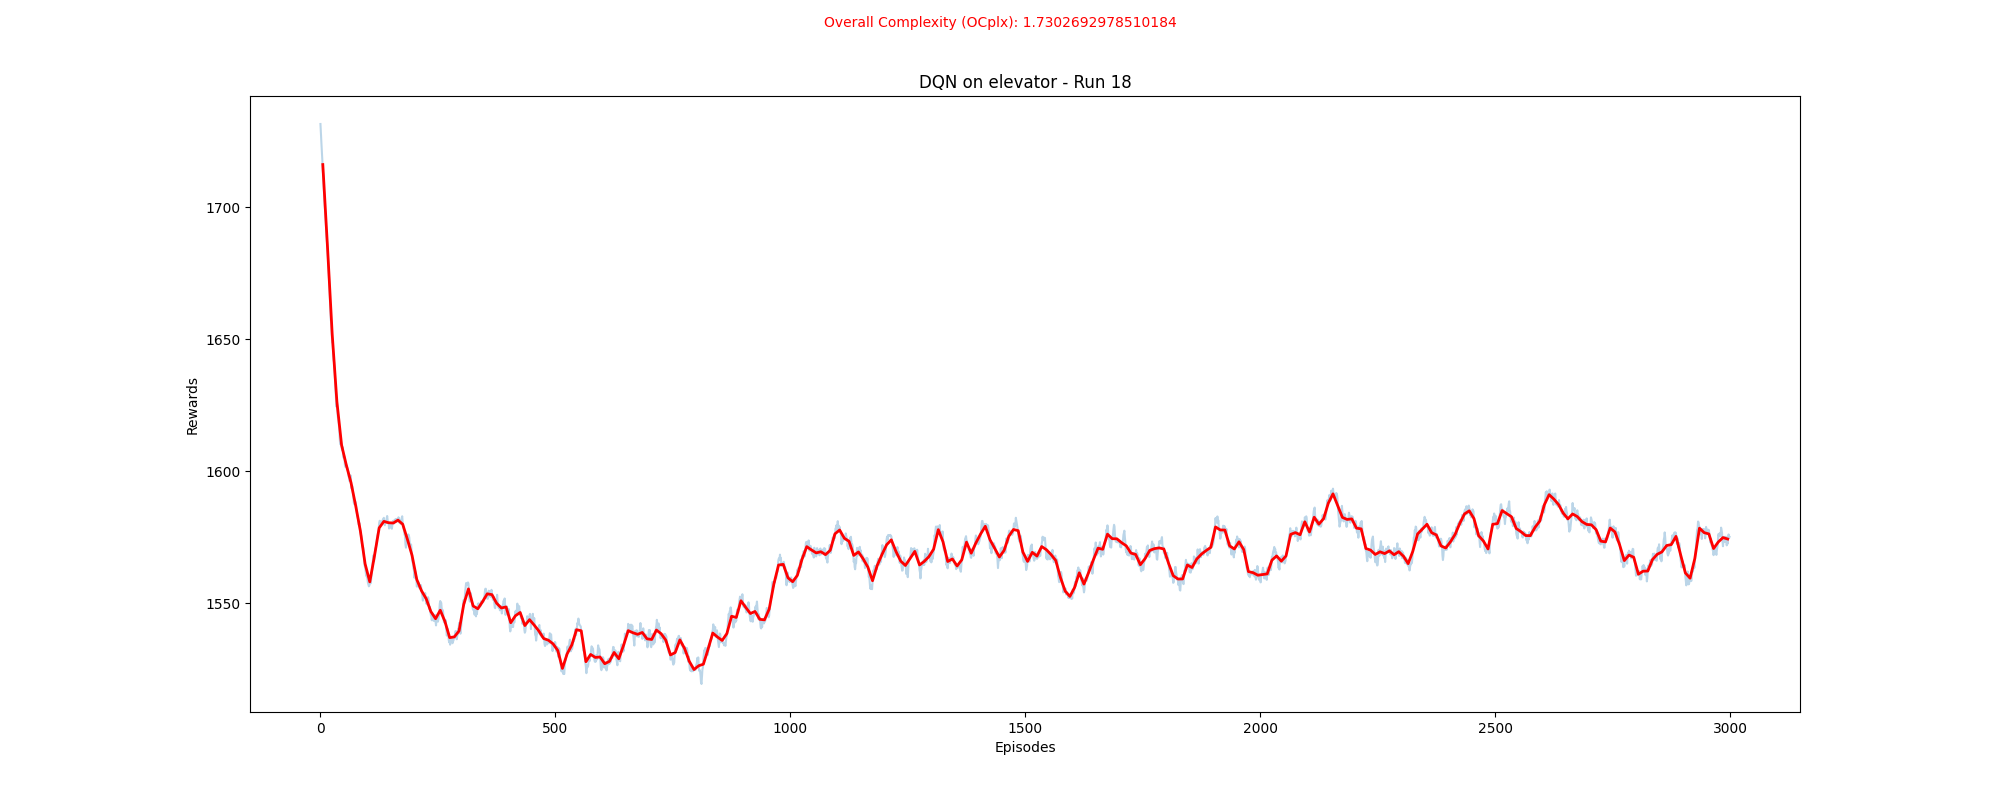 Overall Complexity (OCplx): 1.7302692978510184
DQN on elevator - Run 18
1700
1650
1600
1550
Rewards
0 500 1000 1500 2000 2500 3000
Episodes